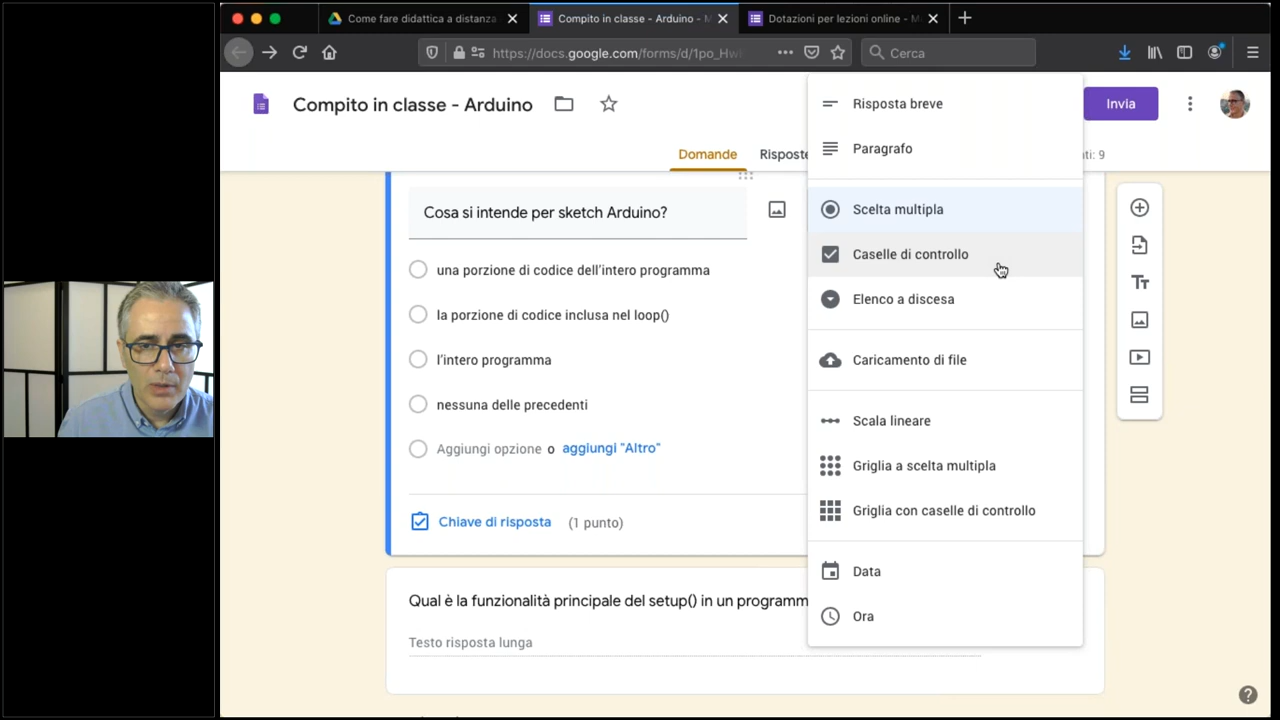 Come fare didattica a distanza
Compito in classe - Arduino - M
Dotazioni per lezioni online - M
https://docs.google.com/forms/d/1po_Hw
Cerca
Compito in classe - Arduino
Invia
Domande
Risposte
ti: 9
Cosa si intende per sketch Arduino?
una porzione di codice dell'intero programma
la porzione di codice inclusa nel loop()
l'intero programma
nessuna delle precedenti
Aggiungi opzione o aggiungi "Altro"
Chiave di risposta (1 punto)
Qual è la funzionalità principale del setup() in un programm
Testo risposta lunga
Risposta breve
Paragrafo
Scelta multipla
Caselle di controllo
Elenco a discesa
Caricamento di file
Scala lineare
Griglia a scelta multipla
Griglia con caselle di controllo
Data
Ora
Tт